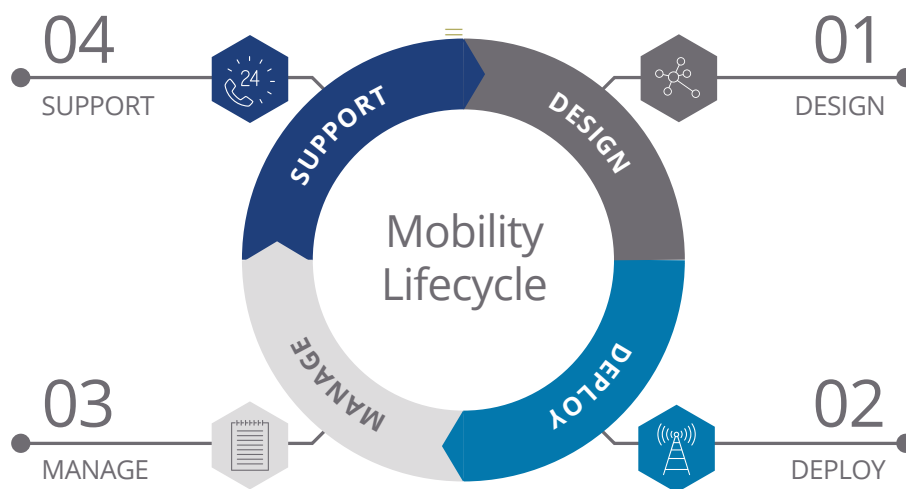 04
SUPPORT
24
01
DESIGN
SUPPORT
DESIGN
Mobility
Lifecycle
MANAGE
DEPLOY
03
MANAGE
02
DEPLOY